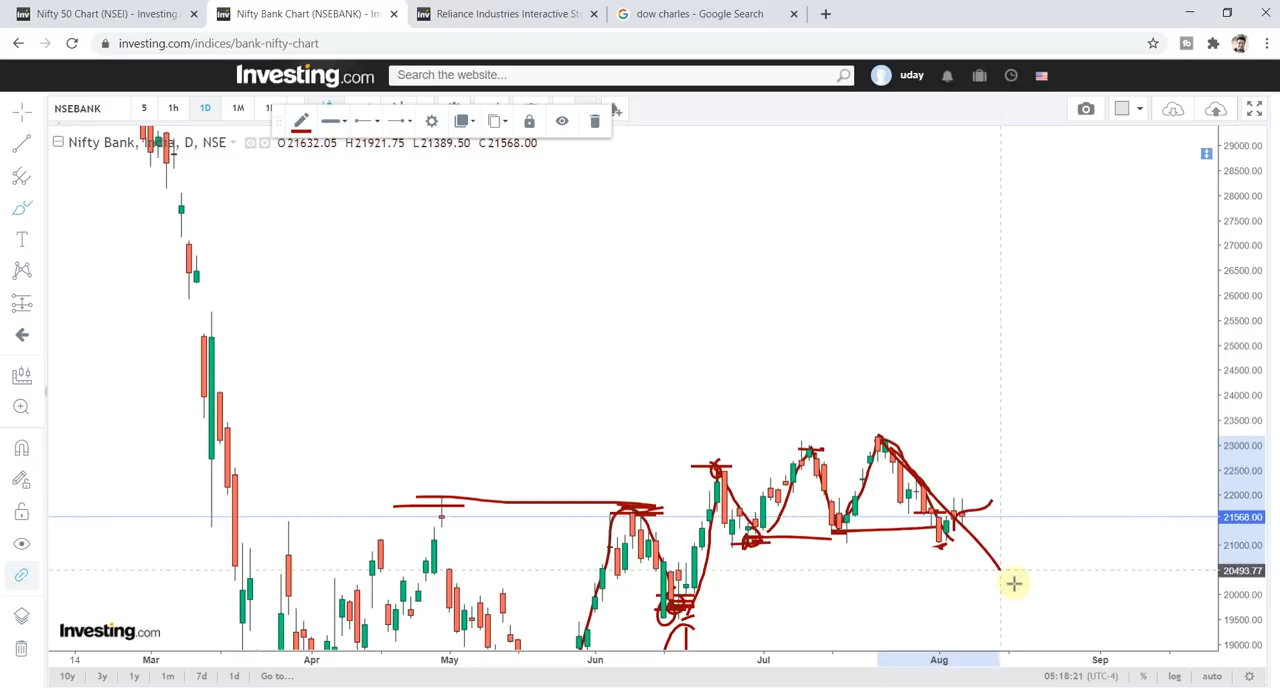 Nifty 50 Chart (NSEI) - Investing.
Nifty Bank Chart (NSEBANK) - In
Reliance Industries Interactive St
dow charles - Google Search
investing.com/indices/bank-nifty-chart
Investing.com
Search the website...
uday
NSEBANK
5
1h
1D
1M
Nifty Bank, India, D, NSE
O21632.05 H21921.75 L21389.50 C21568.00
29000.00
28500.00
28000.00
27500.00
27000.00
26500.00
26000.00
25500.00
25000.00
24500.00
24000.00
23500.00
23000.00
22500.00
22000.00
21568.00
21000.00
20493.77
20000.00
19500.00
19000.00
Investing.com
14
Mar
Apr
May
Jun
Jul
Aug
Sep
10y
3y
1y
1m
7d
1d
Go to...
05:18:21 (UTC-4)
%
log
auto